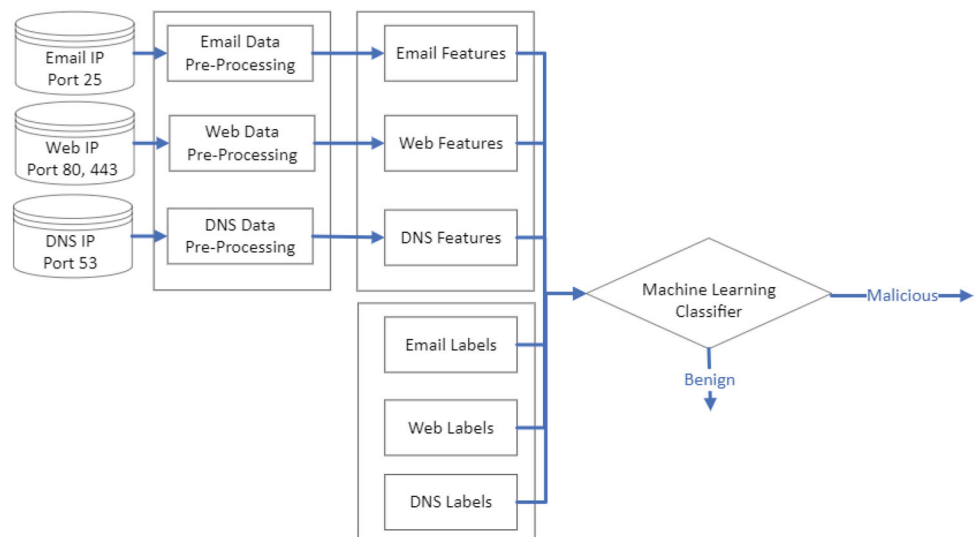 Email IP
Port 25
Email Data
Pre-Processing
Email Features
Web IP
Port 80, 443
Web Data
Pre-Processing
Web Features
DNS IP
Port 53
DNS Data
Pre-Processing
DNS Features
Machine Learning
Classifier
Malicious
Benign
Email Labels
Web Labels
DNS Labels